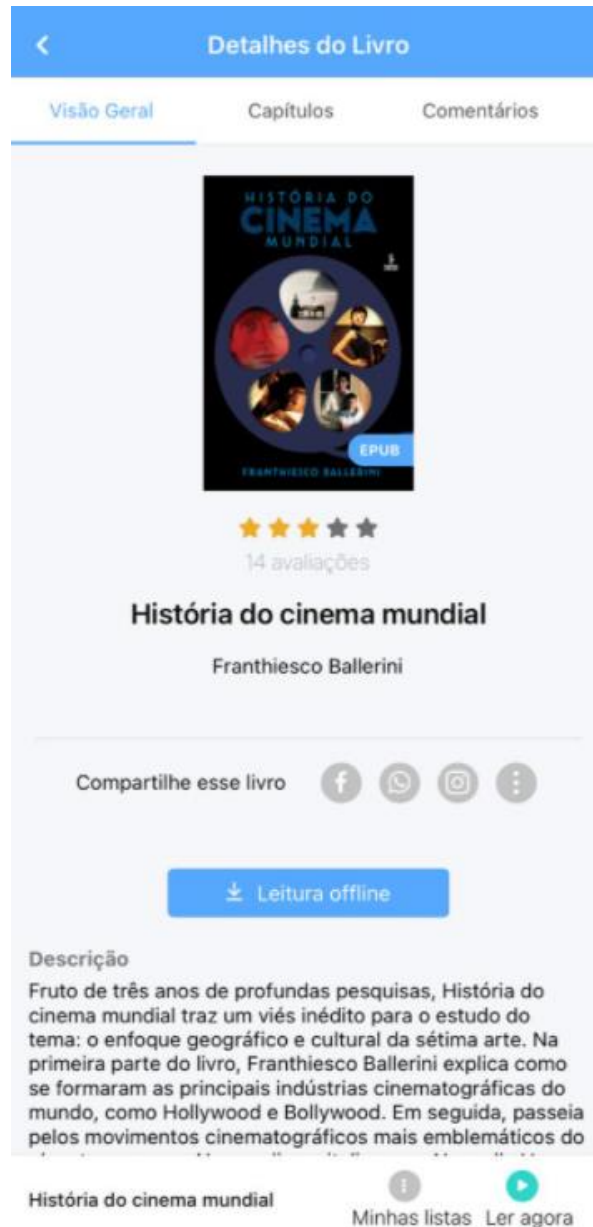 Detalhes do Livro
Visão Geral
Capítulos
Comentários
HISTÓRIA DO
CINEMA
MUNDIAL
EPUB
FRANTHIESCO BALLERINI
14 avaliações
História do cinema mundial
Franthiesco Ballerini
Compartilhe esse livro
Leitura offline
Descrição
Fruto de três anos de profundas pesquisas, História do
cinema mundial traz um viés inédito para o estudo do
tema: o enfoque geográfico e cultural da sétima arte. Na
primeira parte do livro, Franthiesco Ballerini explica como
se formaram as principais indústrias cinematográficas do
mundo, como Hollywood e Bollywood. Em seguida, passeia
pelos movimentos cinematográficos mais emblemáticos do
História do cinema mundial
Minhas listas
Ler agora